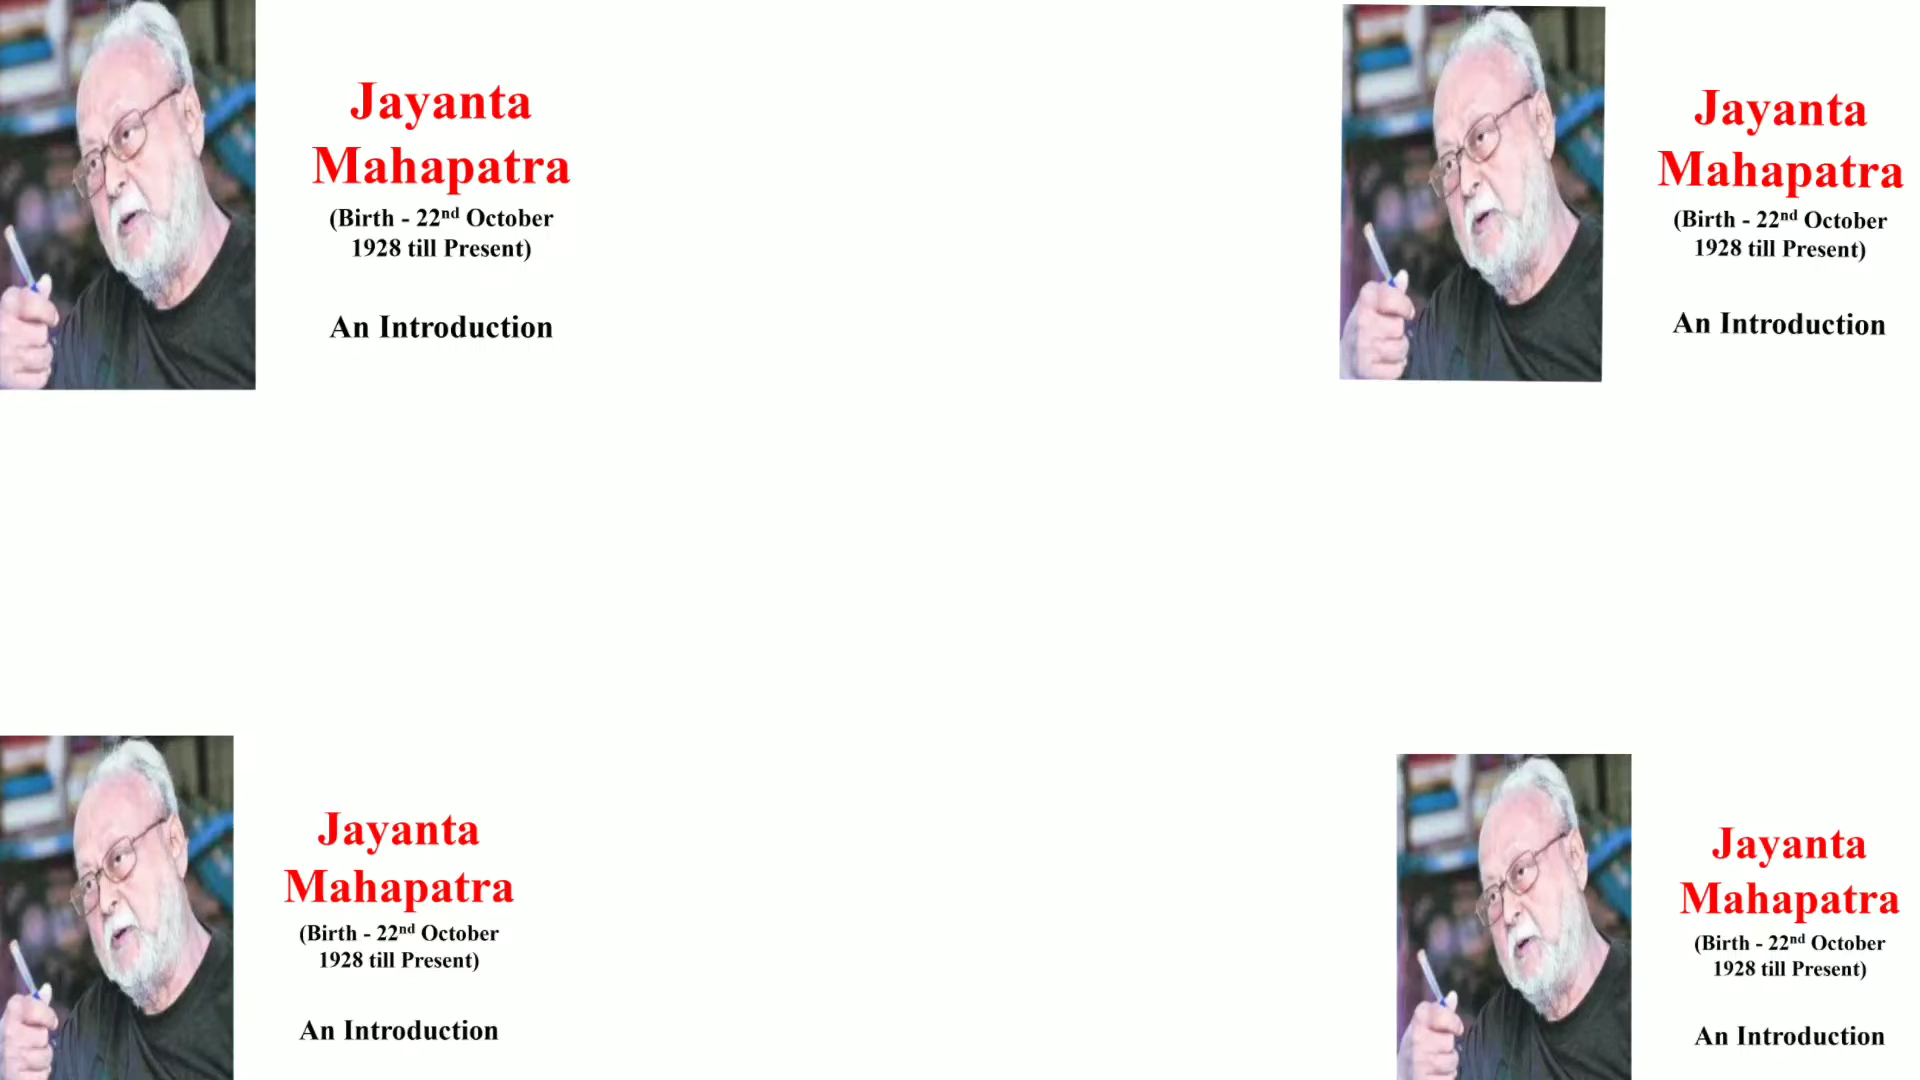 Jayanta
Mahapatra
(Birth - 22nd October
1928 till Present)
An Introduction
Jayanta
Mahapatra
(Birth - 22nd October
1928 till Present)
An Introduction
Jayanta
Mahapatra
(Birth - 22nd October
1928 till Present)
An Introduction
Jayanta
Mahapatra
(Birth - 22nd October
1928 till Present)
An Introduction